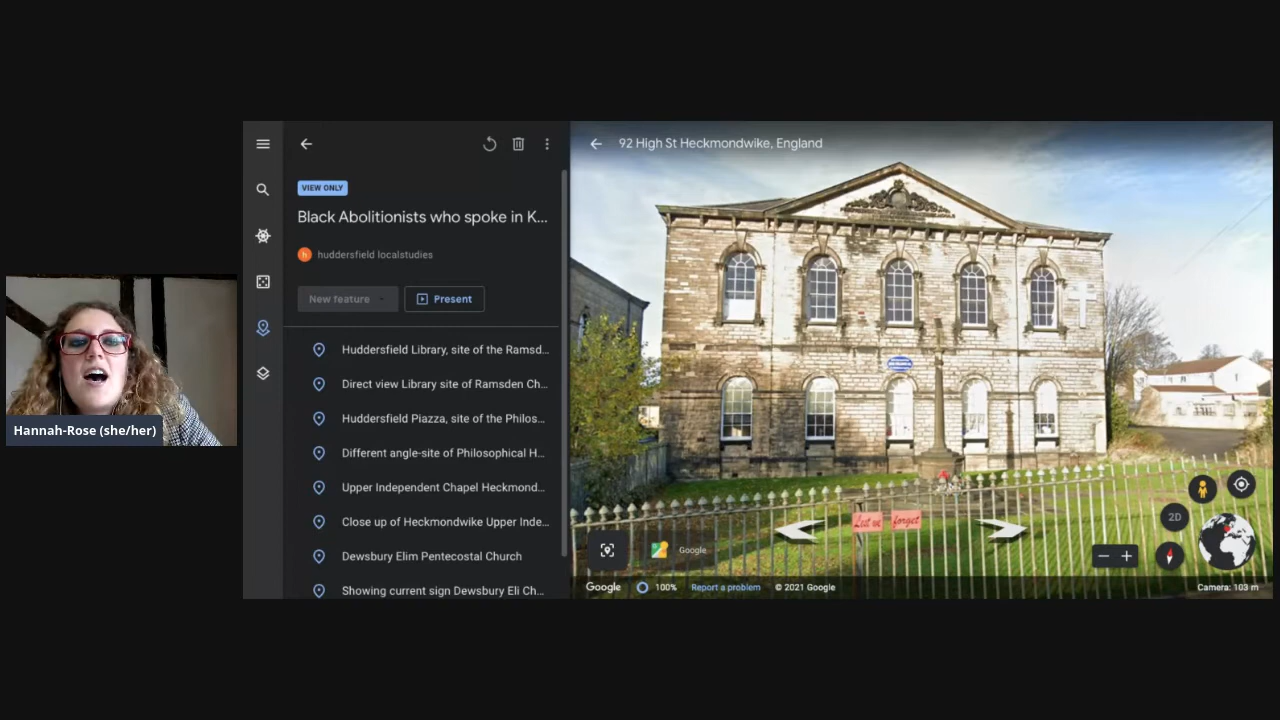 Hannah-Rose (she/her)
VIEW ONLY
Black Abolitionists who spoke in K...
h
huddersfield localstudies
New feature
Present
Huddersfield Library, site of the Ramsd...
Direct view Library site of Ramsden Ch...
Huddersfield Piazza, site of the Philos...
Different angle-site of Philosophical H...
Upper Independent Chapel Heckmond...
Close up of Heckmondwike Upper Inde...
Dewsbury Elim Pentecostal Church
Showing current sign Dewsbury Eli Ch...
92 High St Heckmondwike, England
Lest we forget
2D
Google
Google
100%
Report a problem
© 2021 Google
Camera: 103 m